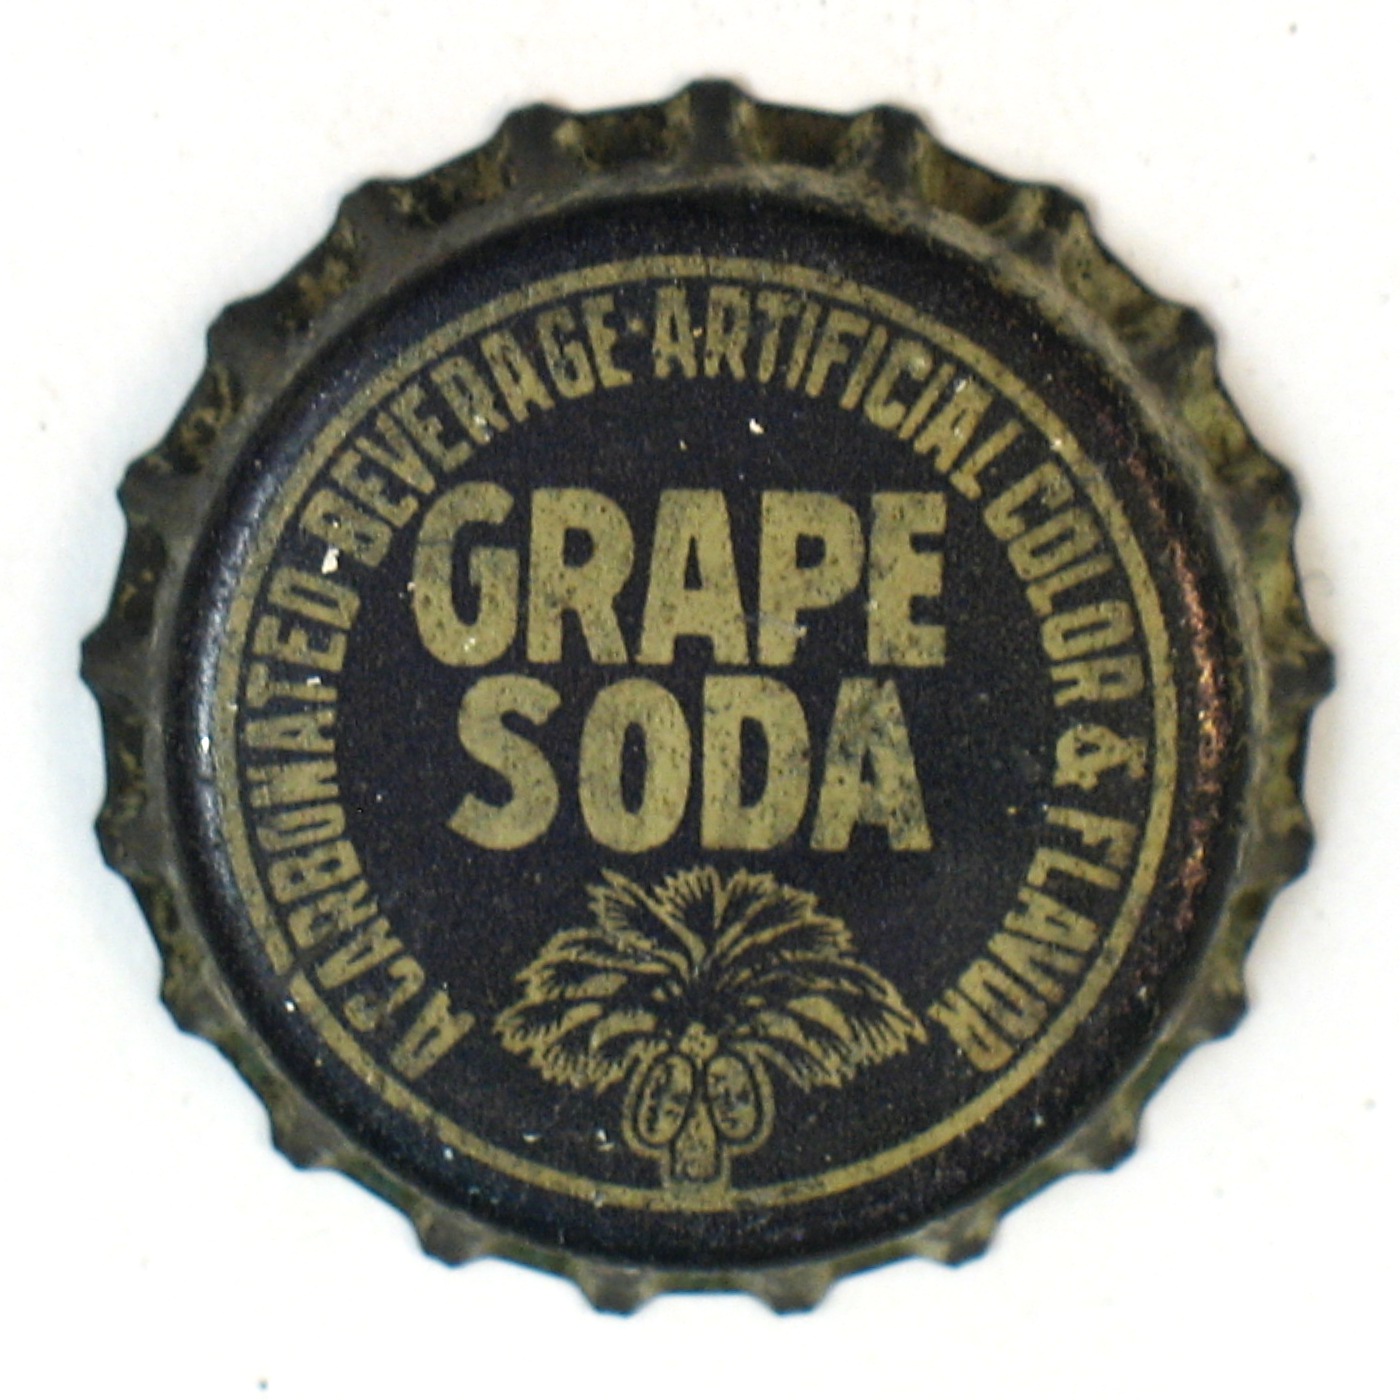 A CARBONATED BEVERAGE · ARTIFICIAL COLOR & FLAVOR
GRAPE
SODA